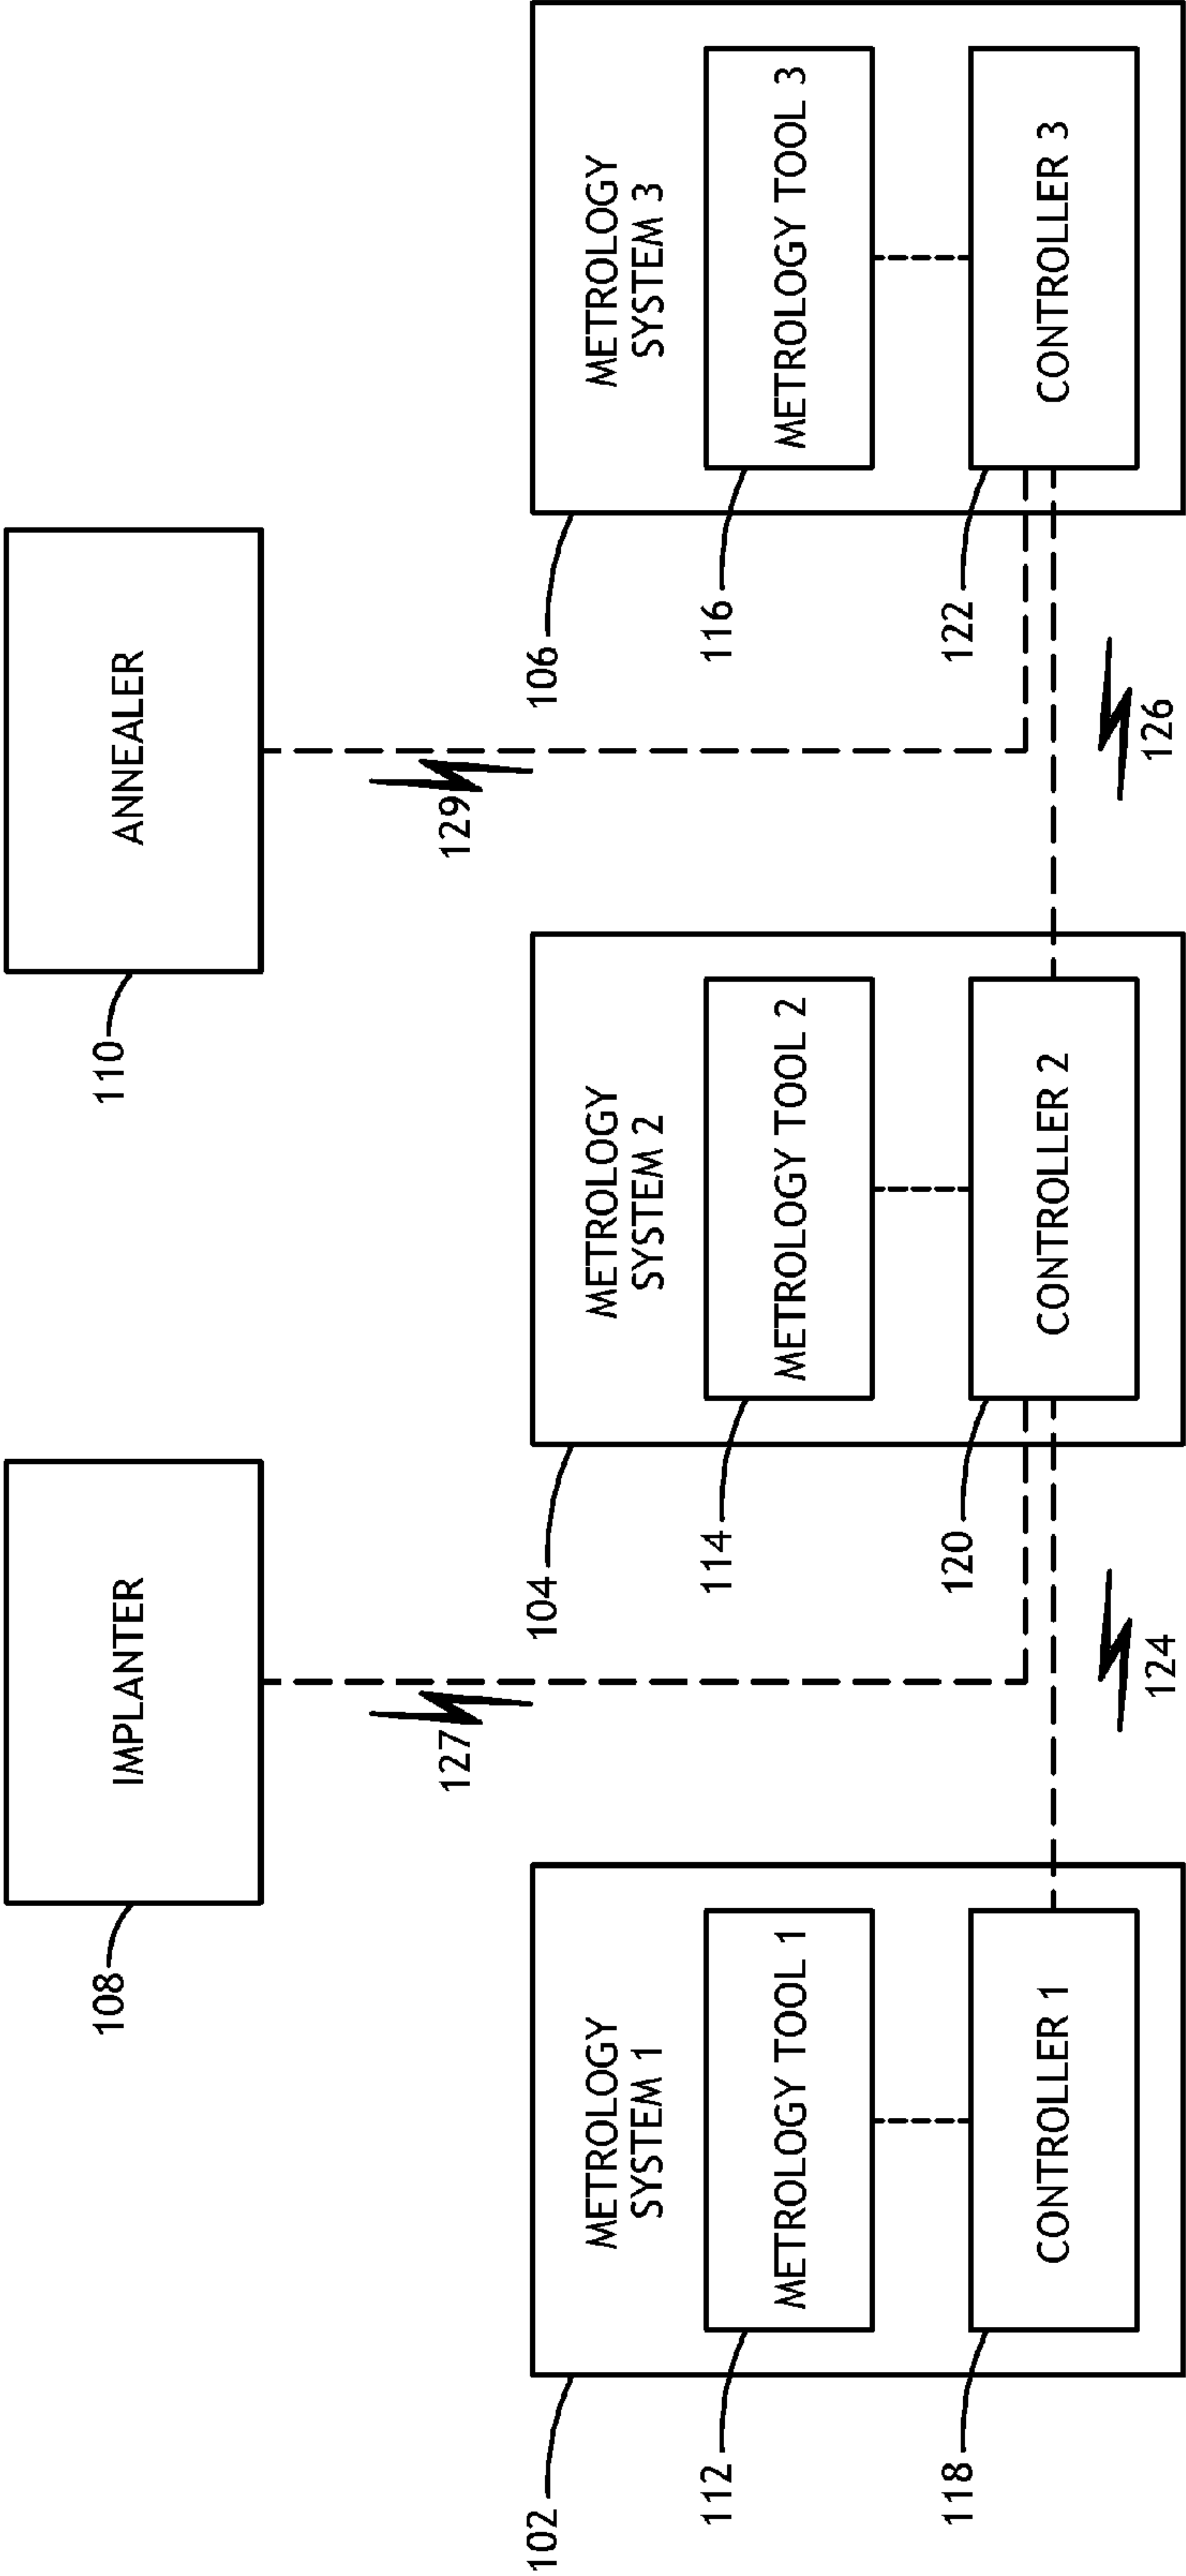 108
IMPLANTER
110
ANNEALER
127
129
102
METROLOGY
SYSTEM 1
112
METROLOGY TOOL 1
118
CONTROLLER 1
124
104
METROLOGY
SYSTEM 2
114
METROLOGY TOOL 2
120
CONTROLLER 2
126
106
METROLOGY
SYSTEM 3
116
METROLOGY TOOL 3
122
CONTROLLER 3